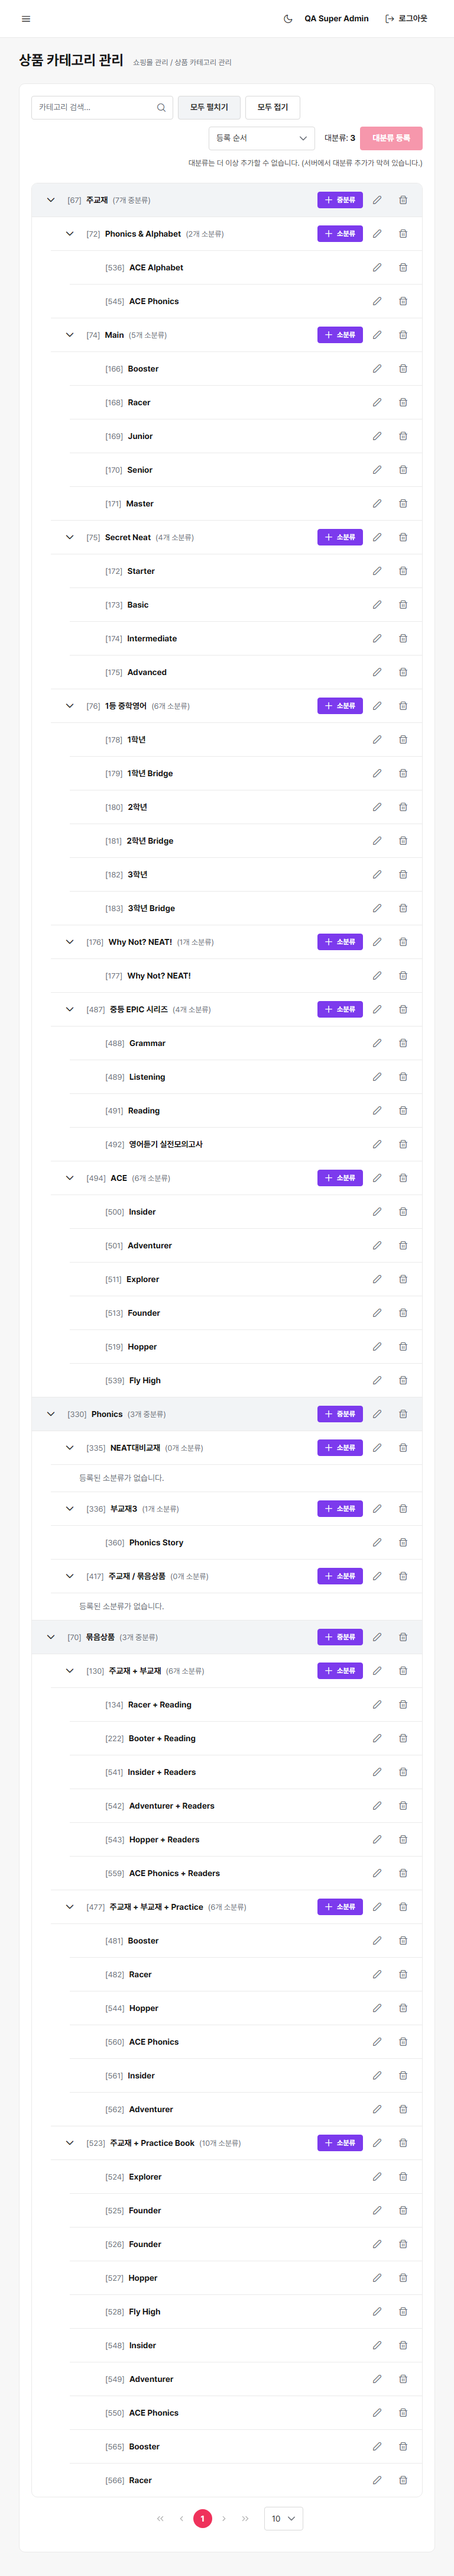 QA Super Admin 로그아웃
상품 카테고리 관리 쇼핑몰 관리 / 상품 카테고리 관리
카테고리 검색... 모두 펼치기 모두 접기
등록 순서 대분류: 3 대분류 등록
대분류는 더 이상 추가할 수 없습니다. (서버에서 대분류 추가가 막혀 있습니다.)
[67] 주교재 (7개 중분류) 중분류
[72] Phonics & Alphabet (2개 소분류) 소분류
[536] ACE Alphabet
[545] ACE Phonics
[74] Main (5개 소분류) 소분류
[166] Booster
[168] Racer
[169] Junior
[170] Senior
[171] Master
[75] Secret Neat (4개 소분류) 소분류
[172] Starter
[173] Basic
[174] Intermediate
[175] Advanced
[76] 1등 중학영어 (6개 소분류) 소분류
[178] 1학년
[179] 1학년 Bridge
[180] 2학년
[181] 2학년 Bridge
[182] 3학년
[183] 3학년 Bridge
[176] Why Not? NEAT! (1개 소분류) 소분류
[177] Why Not? NEAT!
[487] 중등 EPIC 시리즈 (4개 소분류) 소분류
[488] Grammar
[489] Listening
[491] Reading
[492] 영어듣기 실전모의고사
[494] ACE (6개 소분류) 소분류
[500] Insider
[501] Adventurer
[511] Explorer
[513] Founder
[519] Hopper
[539] Fly High
[330] Phonics (3개 중분류) 중분류
[335] NEAT대비교재 (0개 소분류) 소분류
등록된 소분류가 없습니다.
[336] 부교재3 (1개 소분류) 소분류
[360] Phonics Story
[417] 주교재 / 묶음상품 (0개 소분류) 소분류
등록된 소분류가 없습니다.
[70] 묶음상품 (3개 중분류) 중분류
[130] 주교재 + 부교재 (6개 소분류) 소분류
[134] Racer + Reading
[222] Booter + Reading
[541] Insider + Readers
[542] Adventurer + Readers
[543] Hopper + Readers
[559] ACE Phonics + Readers
[477] 주교재 + 부교재 + Practice (6개 소분류) 소분류
[481] Booster
[482] Racer
[544] Hopper
[560] ACE Phonics
[561] Insider
[562] Adventurer
[523] 주교재 + Practice Book (10개 소분류) 소분류
[524] Explorer
[525] Founder
[526] Founder
[527] Hopper
[528] Fly High
[548] Insider
[549] Adventurer
[550] ACE Phonics
[565] Booster
[566] Racer
1 10